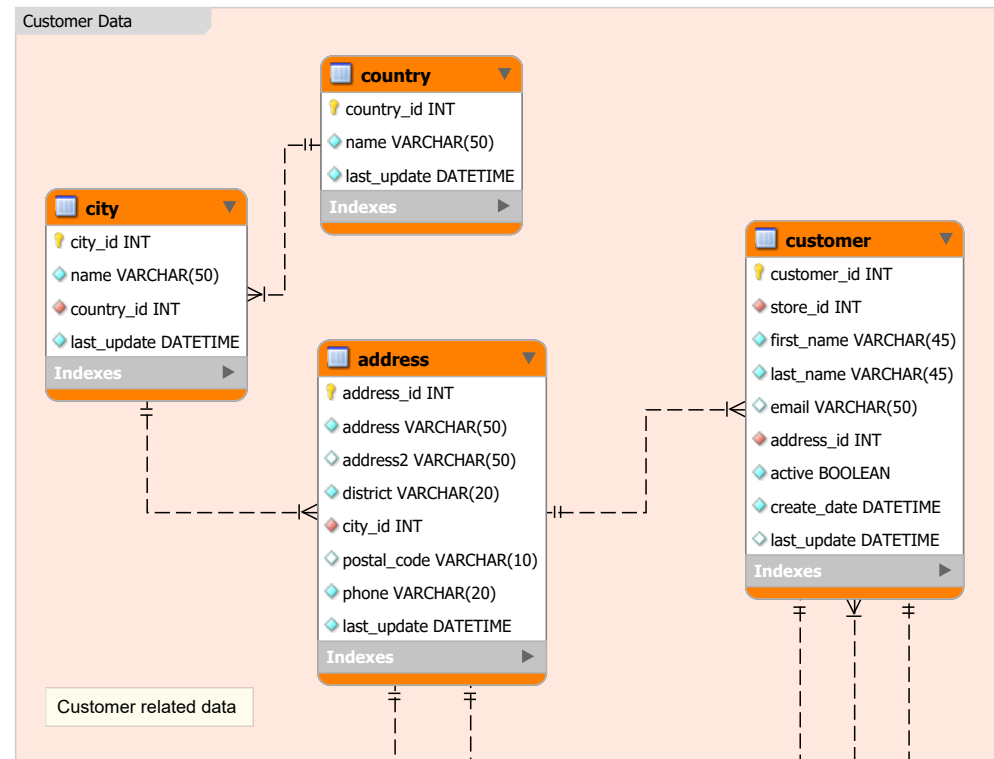 Customer Data
country
country_id INT
name VARCHAR(50)
last_update DATETIME
Indexes
city
city_id INT
name VARCHAR(50)
country_id INT
last_update DATETIME
Indexes
customer
customer_id INT
store_id INT
first_name VARCHAR(45)
last_name VARCHAR(45)
email VARCHAR(50)
address_id INT
active BOOLEAN
create_date DATETIME
last_update DATETIME
Indexes
address
address_id INT
address VARCHAR(50)
address2 VARCHAR(50)
district VARCHAR(20)
city_id INT
postal_code VARCHAR(10)
phone VARCHAR(20)
last_update DATETIME
Indexes
Customer related data